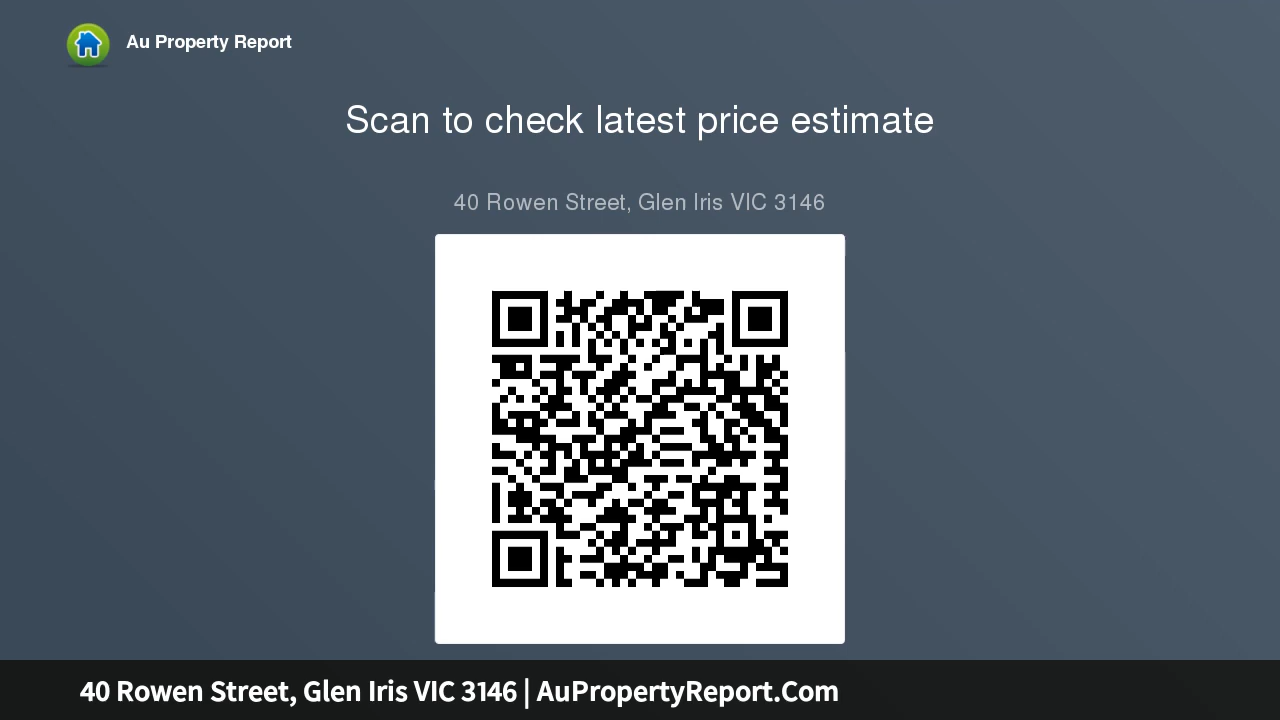 Au Property Report
Scan to check latest price estimate
40 Rowen Street, Glen Iris VIC 3146
40 Rowen Street, Glen Iris VIC 3146 | AuPropertyReport.Com